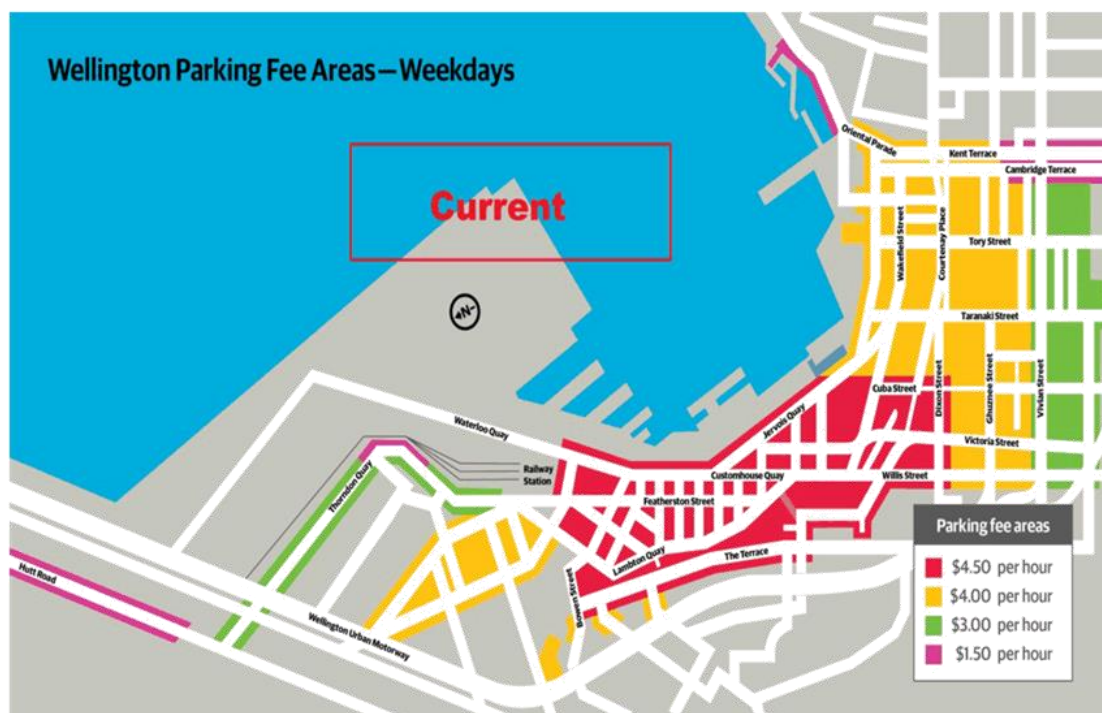 Wellington Parking Fee Areas – Weekdays
Current
N
Oriental Parade
Kent Terrace
Cambridge Terrace
Wakefield Street
Courtenay Place
Tory Street
Taranaki Street
Cuba Street
Dixon Street
Ghuznee Street
Vivian Street
Jervois Quay
Victoria Street
Waterloo Quay
Customhouse Quay
Willis Street
Railway
Station
Thorndon Quay
Featherston Street
Lambton Quay
The Terrace
Bowen Street
Hutt Road
Wellington Urban Motorway
Parking fee areas
$4.50 per hour
$4.00 per hour
$3.00 per hour
$1.50 per hour